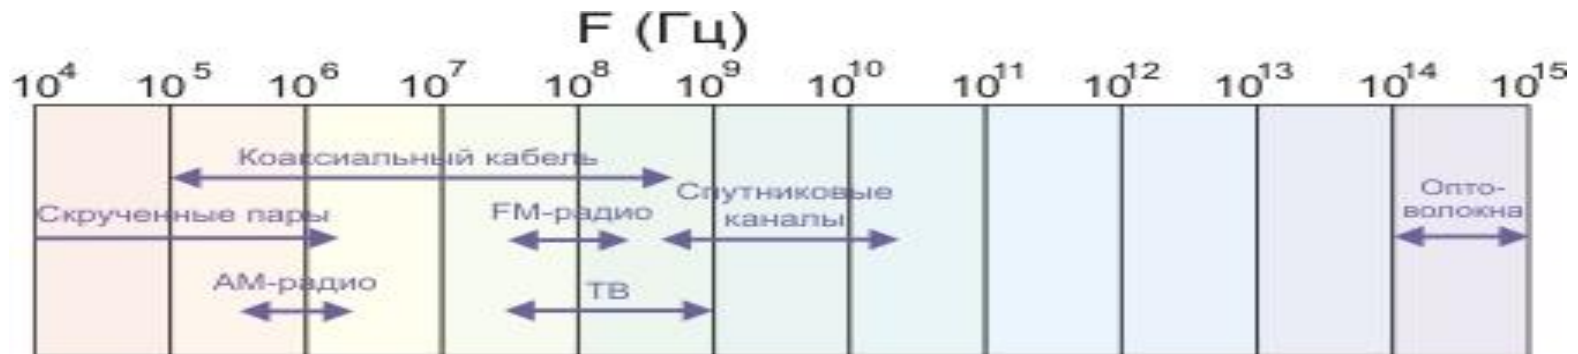 F (Гц)
10⁴ 10⁵ 10⁶ 10⁷ 10⁸ 10⁹ 10¹⁰ 10¹¹ 10¹² 10¹³ 10¹⁴ 10¹⁵
Коаксиальный кабель
Спутниковые
каналы
Опто-
волокна
Скрученные пары
FM-радио
АМ-радио
ТВ